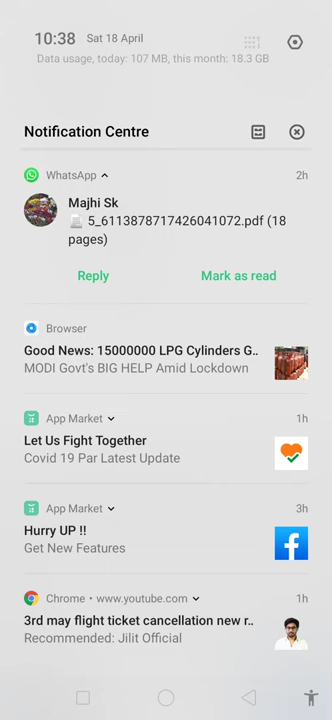 10:38 Sat 18 April
Data usage, today: 107 MB, this month: 18.3 GB
Notification Centre
WhatsApp 2h
Majhi Sk
5_6113878717426041072.pdf (18
pages)
Reply Mark as read
Browser
Good News: 15000000 LPG Cylinders G..
MODI Govt's BIG HELP Amid Lockdown
App Market 1h
Let Us Fight Together
Covid 19 Par Latest Update
App Market 3h
Hurry UP !!
Get New Features
Chrome • www.youtube.com 1h
3rd may flight ticket cancellation new r..
Recommended: Jilit Official